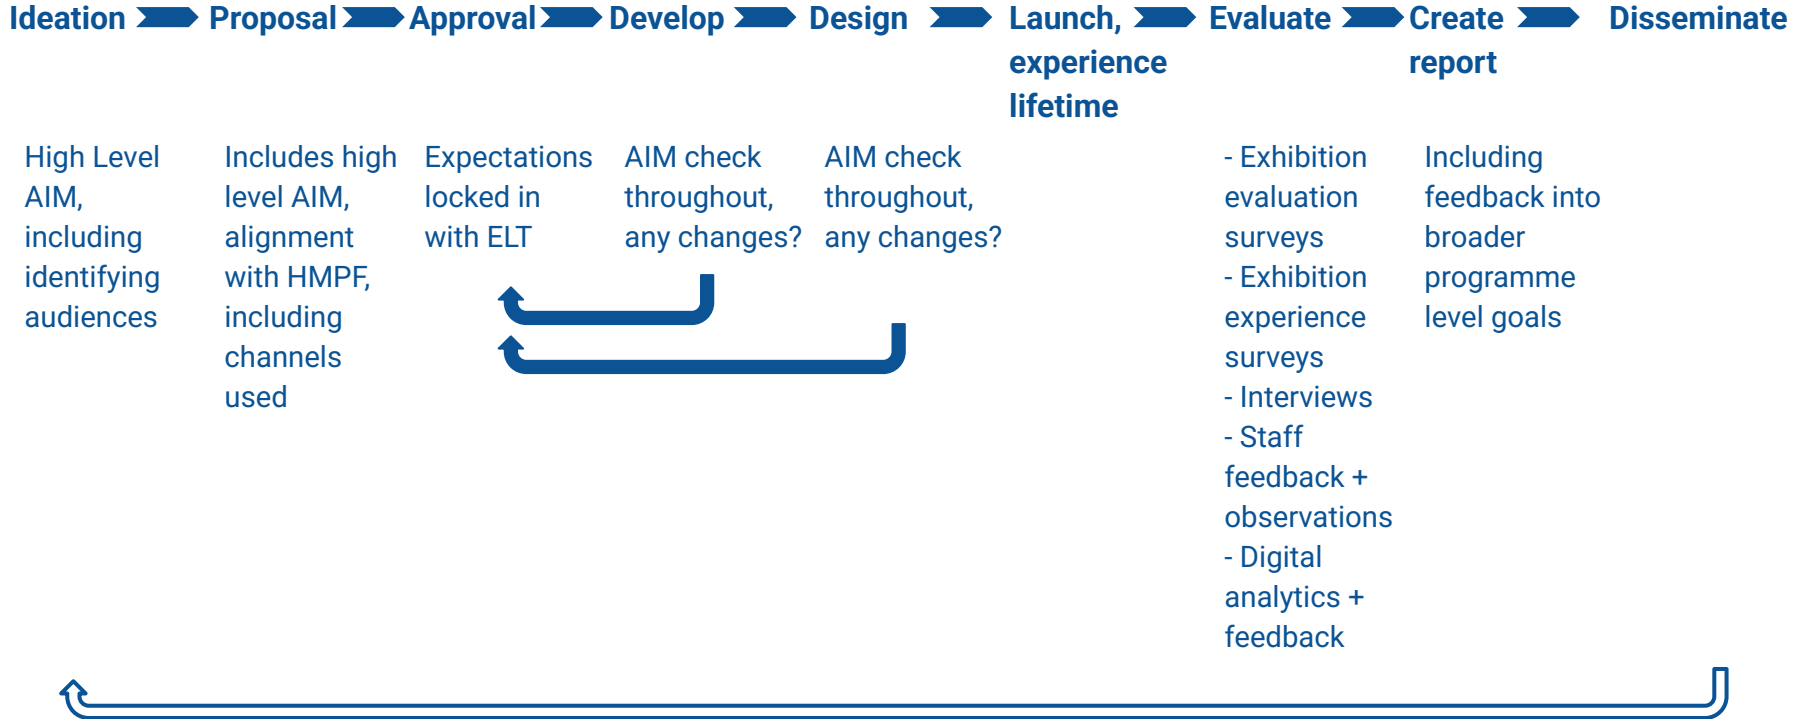 Ideation
Proposal
Approval
Develop
Design
Launch,
experience
lifetime
Evaluate
Create
report
Disseminate
High Level
AIM,
including
identifying
audiences
Includes high
level AIM,
alignment
with HMPF,
including
channels
used
Expectations
locked in
with ELT
AIM check
throughout,
any changes?
AIM check
throughout,
any changes?
- Exhibition
evaluation
surveys
- Exhibition
experience
surveys
- Interviews
- Staff
feedback +
observations
- Digital
analytics +
feedback
Including
feedback into
broader
programme
level goals